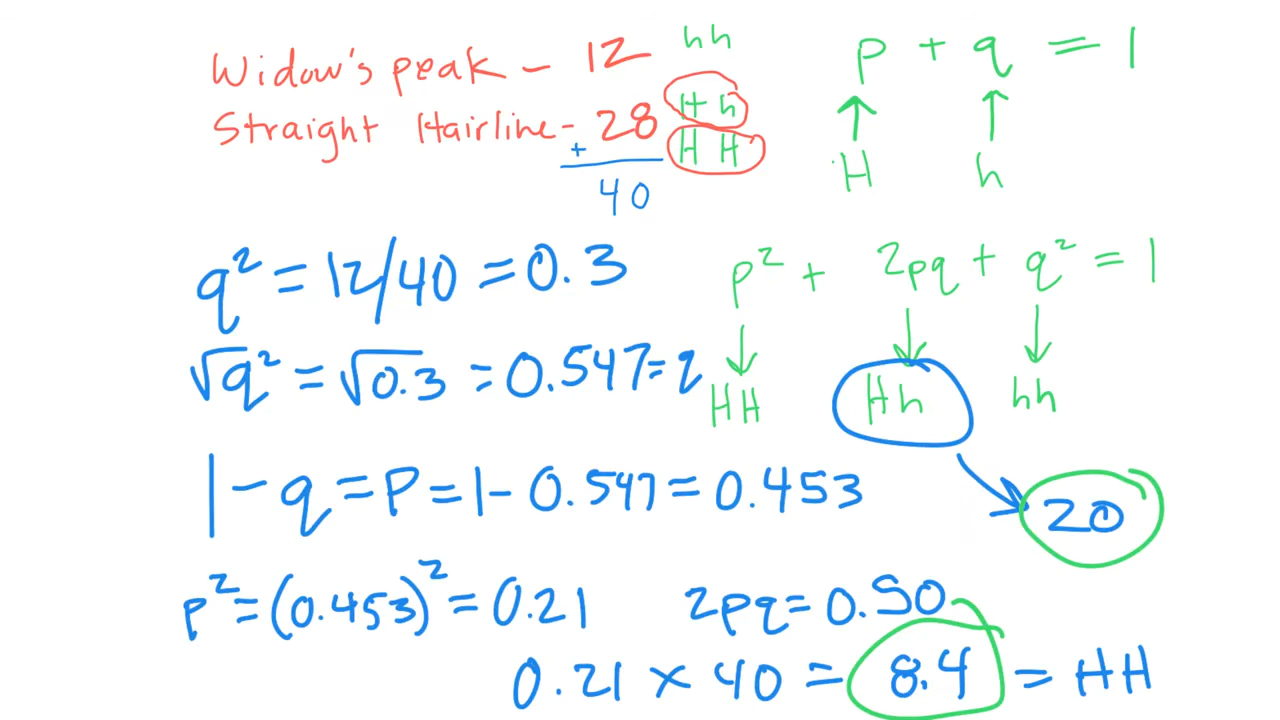 Widow's peak - 12 hh
Straight Hairline - 28 Hh
+ HH
40
p + q = 1
H h
q² = 12/40 = 0.3
p² + 2pq + q² = 1
HH Hh hh
√q² = √0.3 = 0.547 = q
1 - q = P = 1 - 0.547 = 0.453
20
p² = (0.453)² = 0.21 2pq = 0.50
0.21 x 40 = 8.4 = HH